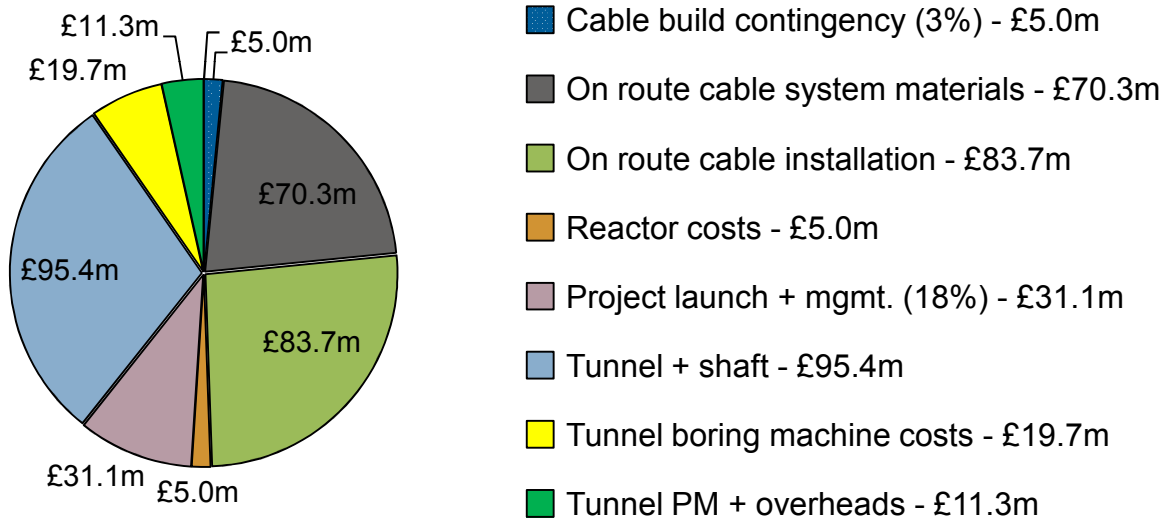 £11.3m
£5.0m
£19.7m
£70.3m
£95.4m
£83.7m
£31.1m
£5.0m
Cable build contingency (3%) - £5.0m
On route cable system materials - £70.3m
On route cable installation - £83.7m
Reactor costs - £5.0m
Project launch + mgmt. (18%) - £31.1m
Tunnel + shaft - £95.4m
Tunnel boring machine costs - £19.7m
Tunnel PM + overheads - £11.3m